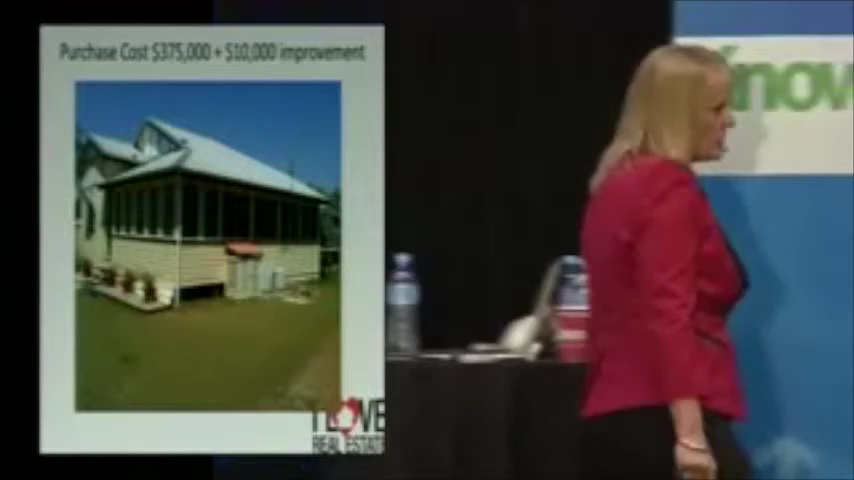 Purchase Cost $375,000 + $10,000 improvement
I LOVE
REAL ESTATE
now